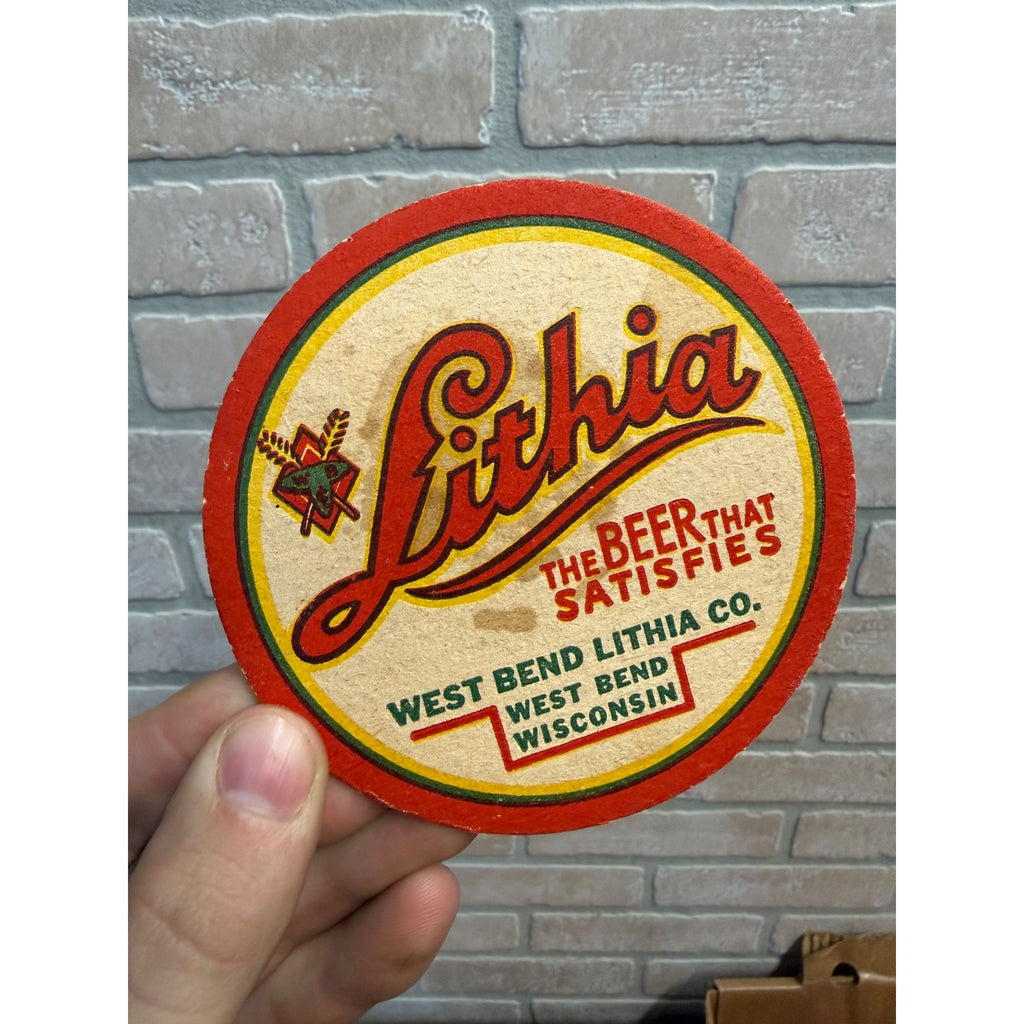 Lithia
THE BEER THAT
SATISFIES
WEST BEND LITHIA CO.
WEST BEND
WISCONSIN